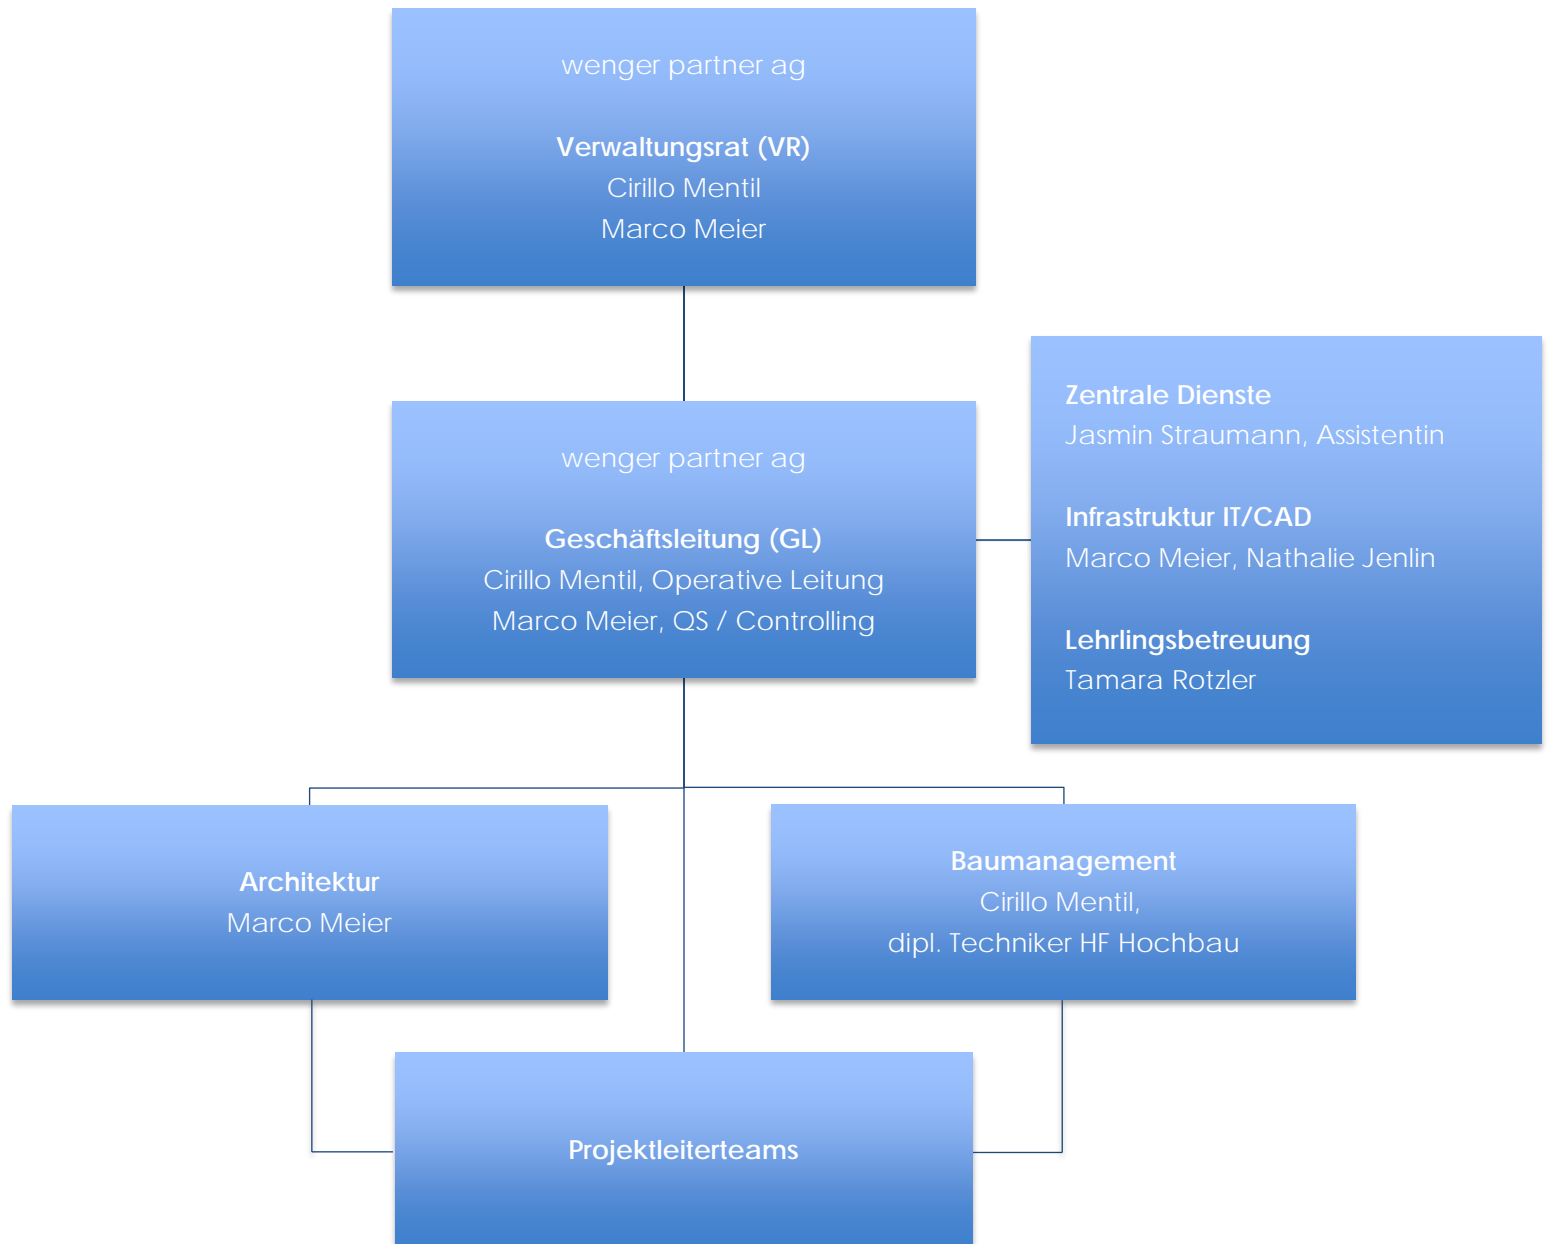 wenger partner ag
Verwaltungsrat (VR)
Cirillo Mentil
Marco Meier
wenger partner ag
Geschäftsleitung (GL)
Cirillo Mentil, Operative Leitung
Marco Meier, QS / Controlling
Zentrale Dienste
Jasmin Straumann, Assistentin
Infrastruktur IT/CAD
Marco Meier, Nathalie Jenlin
Lehrlingsbetreuung
Tamara Rotzler
Architektur
Marco Meier
Baumanagement
Cirillo Mentil,
dipl. Techniker HF Hochbau
Projektleiterteams